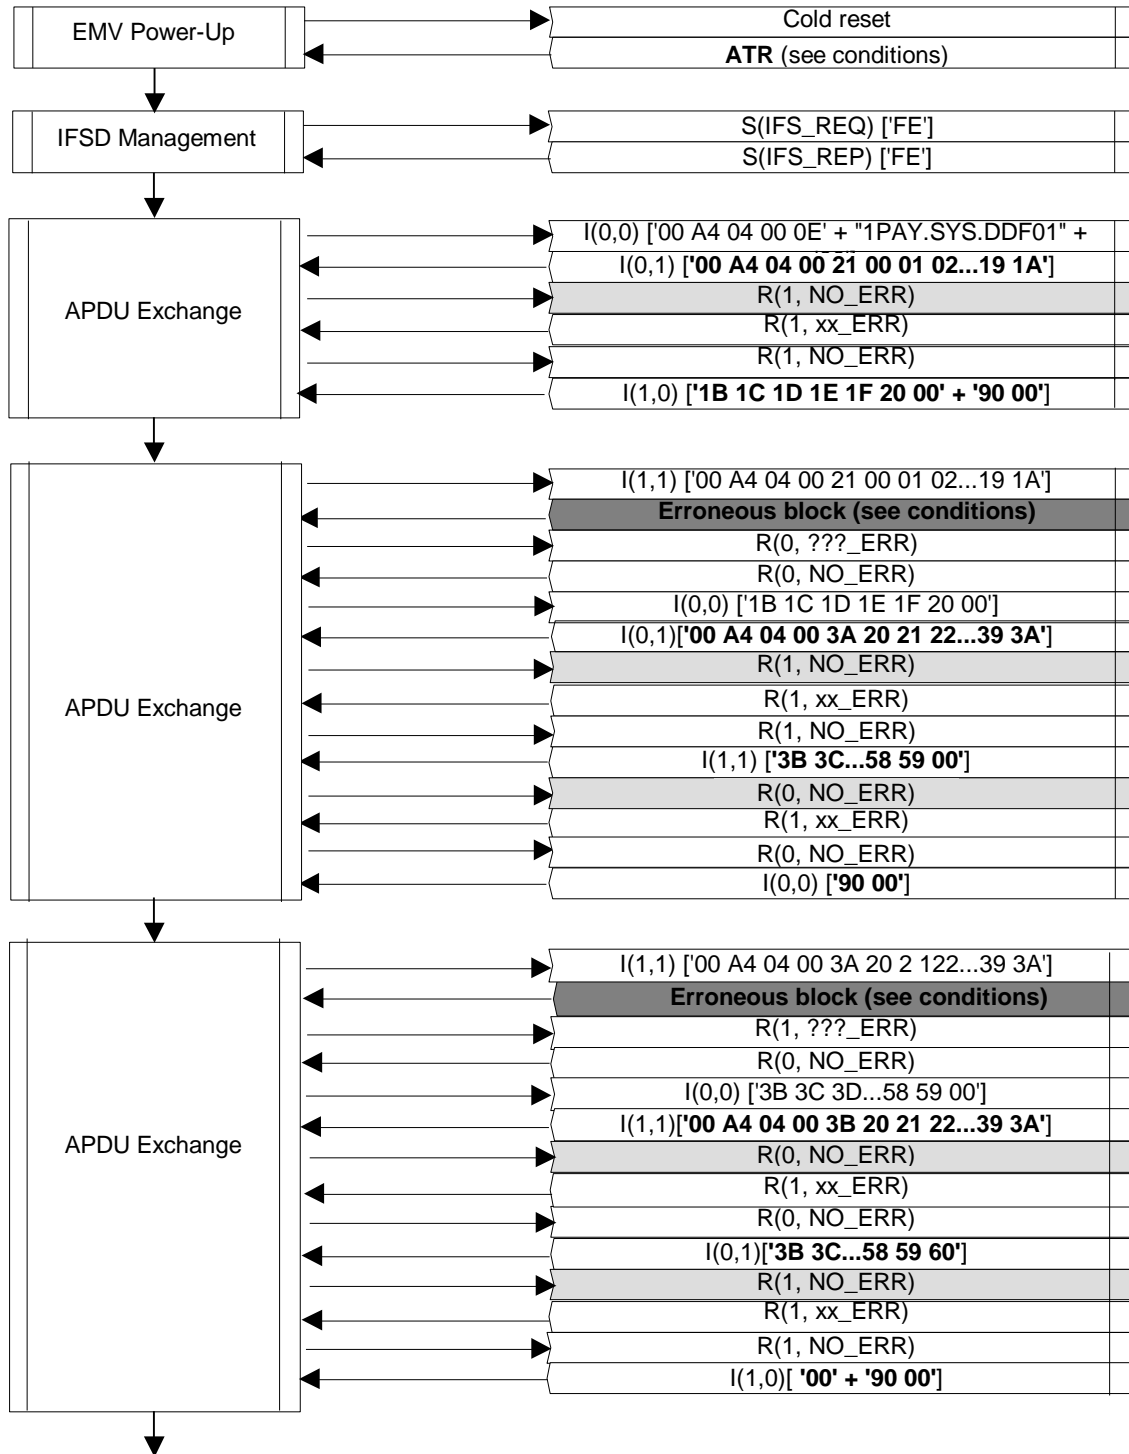 EMV Power-Up
Cold reset
ATR (see conditions)
IFSD Management
S(IFS_REQ) ['FE']
S(IFS_REP) ['FE']
APDU Exchange
I(0,0) ['00 A4 04 00 0E' + "1PAY.SYS.DDF01" +
I(0,1) ['00 A4 04 00 21 00 01 02...19 1A']
R(1, NO_ERR)
R(1, xx_ERR)
R(1, NO_ERR)
I(1,0) ['1B 1C 1D 1E 1F 20 00' + '90 00']
APDU Exchange
I(1,1) ['00 A4 04 00 21 00 01 02...19 1A']
Erroneous block (see conditions)
R(0, ???_ERR)
R(0, NO_ERR)
I(0,0) ['1B 1C 1D 1E 1F 20 00']
I(0,1)['00 A4 04 00 3A 20 21 22...39 3A']
R(1, NO_ERR)
R(1, xx_ERR)
R(1, NO_ERR)
I(1,1) ['3B 3C...58 59 00']
R(0, NO_ERR)
R(1, xx_ERR)
R(0, NO_ERR)
I(0,0) ['90 00']
APDU Exchange
I(1,1) ['00 A4 04 00 3A 20 2 122...39 3A']
Erroneous block (see conditions)
R(1, ???_ERR)
R(0, NO_ERR)
I(0,0) ['3B 3C 3D...58 59 00']
I(1,1)['00 A4 04 00 3B 20 21 22...39 3A']
R(0, NO_ERR)
R(1, xx_ERR)
R(0, NO_ERR)
I(0,1)['3B 3C...58 59 60']
R(1, NO_ERR)
R(1, xx_ERR)
R(1, NO_ERR)
I(1,0)[ '00' + '90 00']